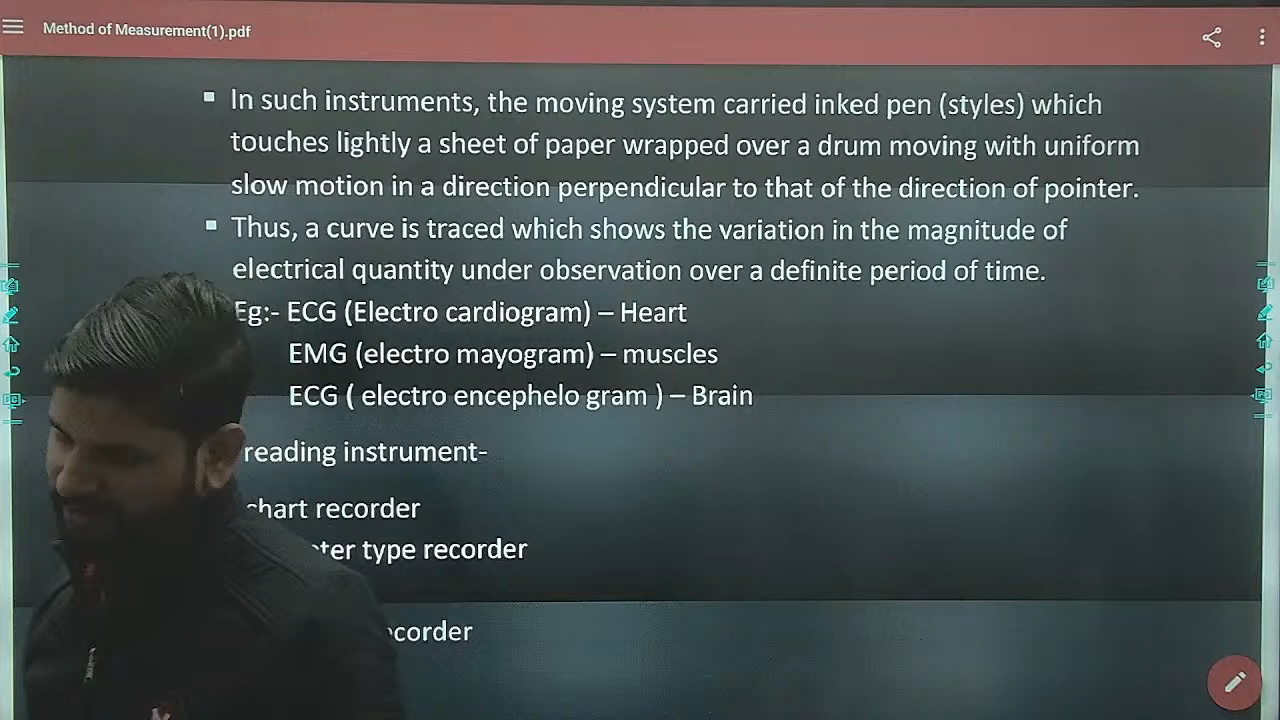 Method of Measurement(1).pdf
▪ In such instruments, the moving system carried inked pen (styles) which
touches lightly a sheet of paper wrapped over a drum moving with uniform
slow motion in a direction perpendicular to that of the direction of pointer.
▪ Thus, a curve is traced which shows the variation in the magnitude of
electrical quantity under observation over a definite period of time.
Eg:- ECG (Electro cardiogram) – Heart
EMG (electro mayogram) – muscles
ECG ( electro encephelo gram ) – Brain
reading instrument-
chart recorder
type recorder